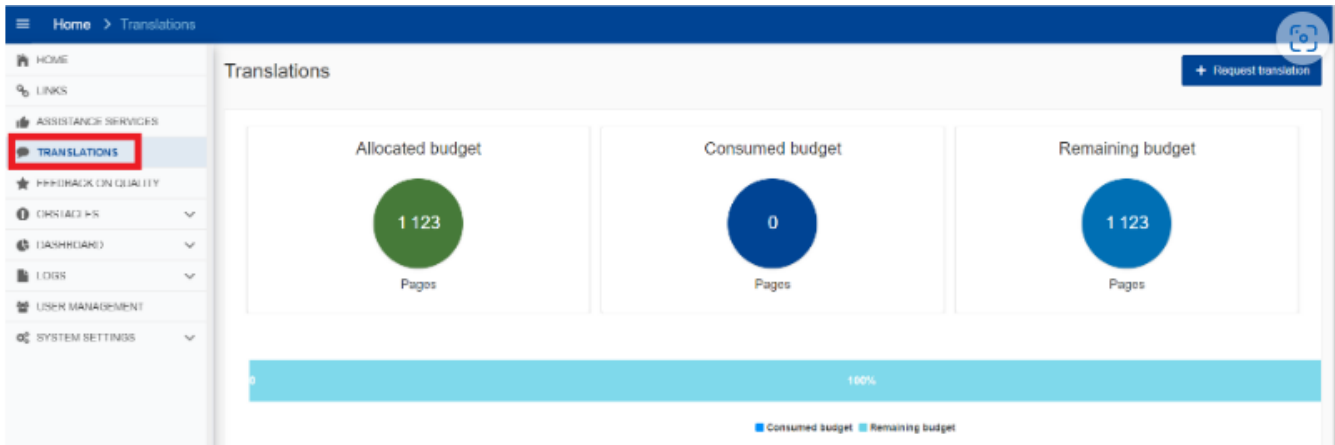 Home > Translations
HOME
LINKS
ASSISTANCE SERVICES
TRANSLATIONS
FEEDBACK ON QUALITY
OBSTACLES
DASHBOARD
LOGS
USER MANAGEMENT
SYSTEM SETTINGS
Translations
+ Request translation
Allocated budget
1 123
Pages
Consumed budget
0
Pages
Remaining budget
1 123
Pages
0 100%
Consumed budget Remaining budget